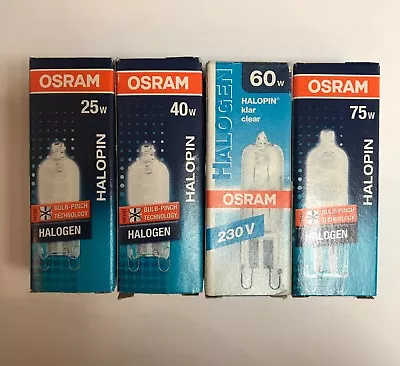 OSRAM
25W
HALOPIN
BULB-PINCH
TECHNOLOGY
HALOGEN
OSRAM
40W
HALOPIN
BULB-PINCH
TECHNOLOGY
HALOGEN
HALOGEN
60W
HALOPIN®
klar
clear
OSRAM
230V
OSRAM
75W
HALOPIN
BULB-PINCH
TECHNOLOGY
HALOGEN